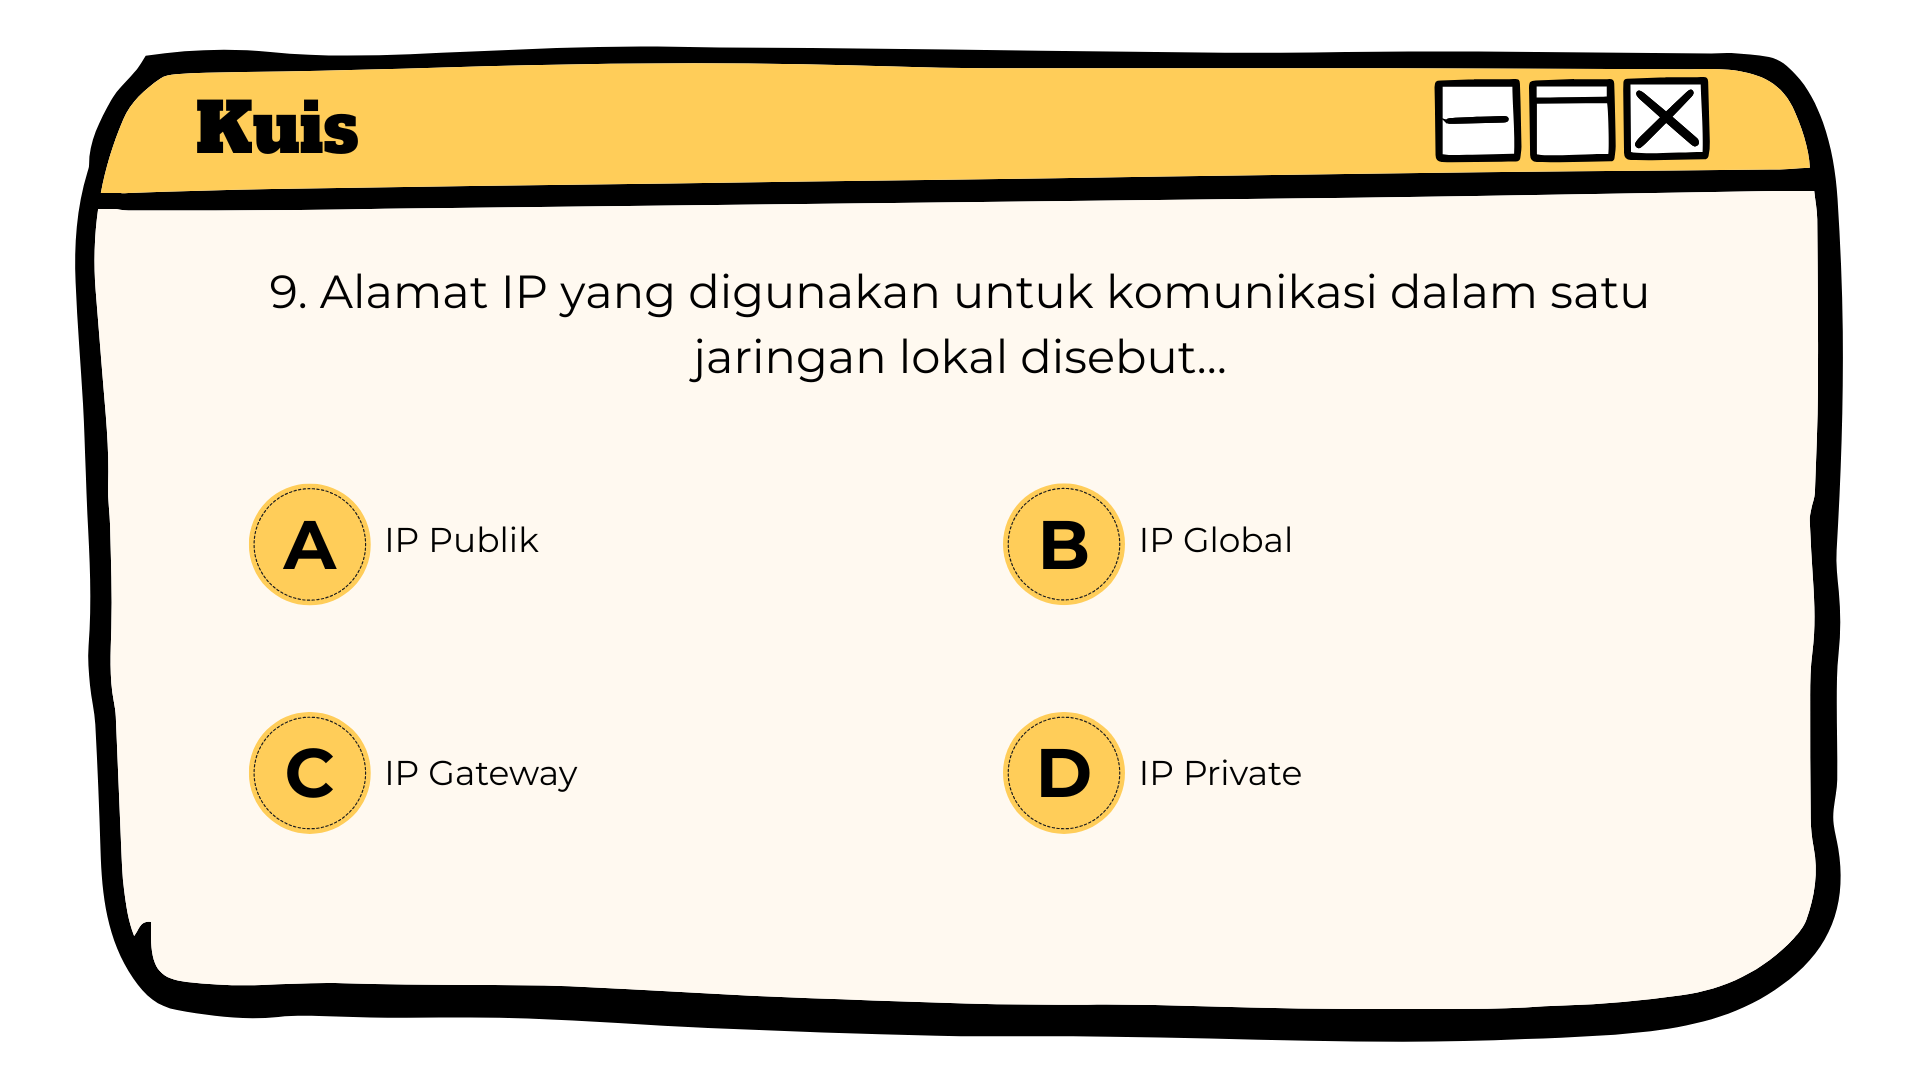 Kuis
9. Alamat IP yang digunakan untuk komunikasi dalam satu
jaringan lokal disebut...
A IP Publik
B IP Global
C IP Gateway
D IP Private